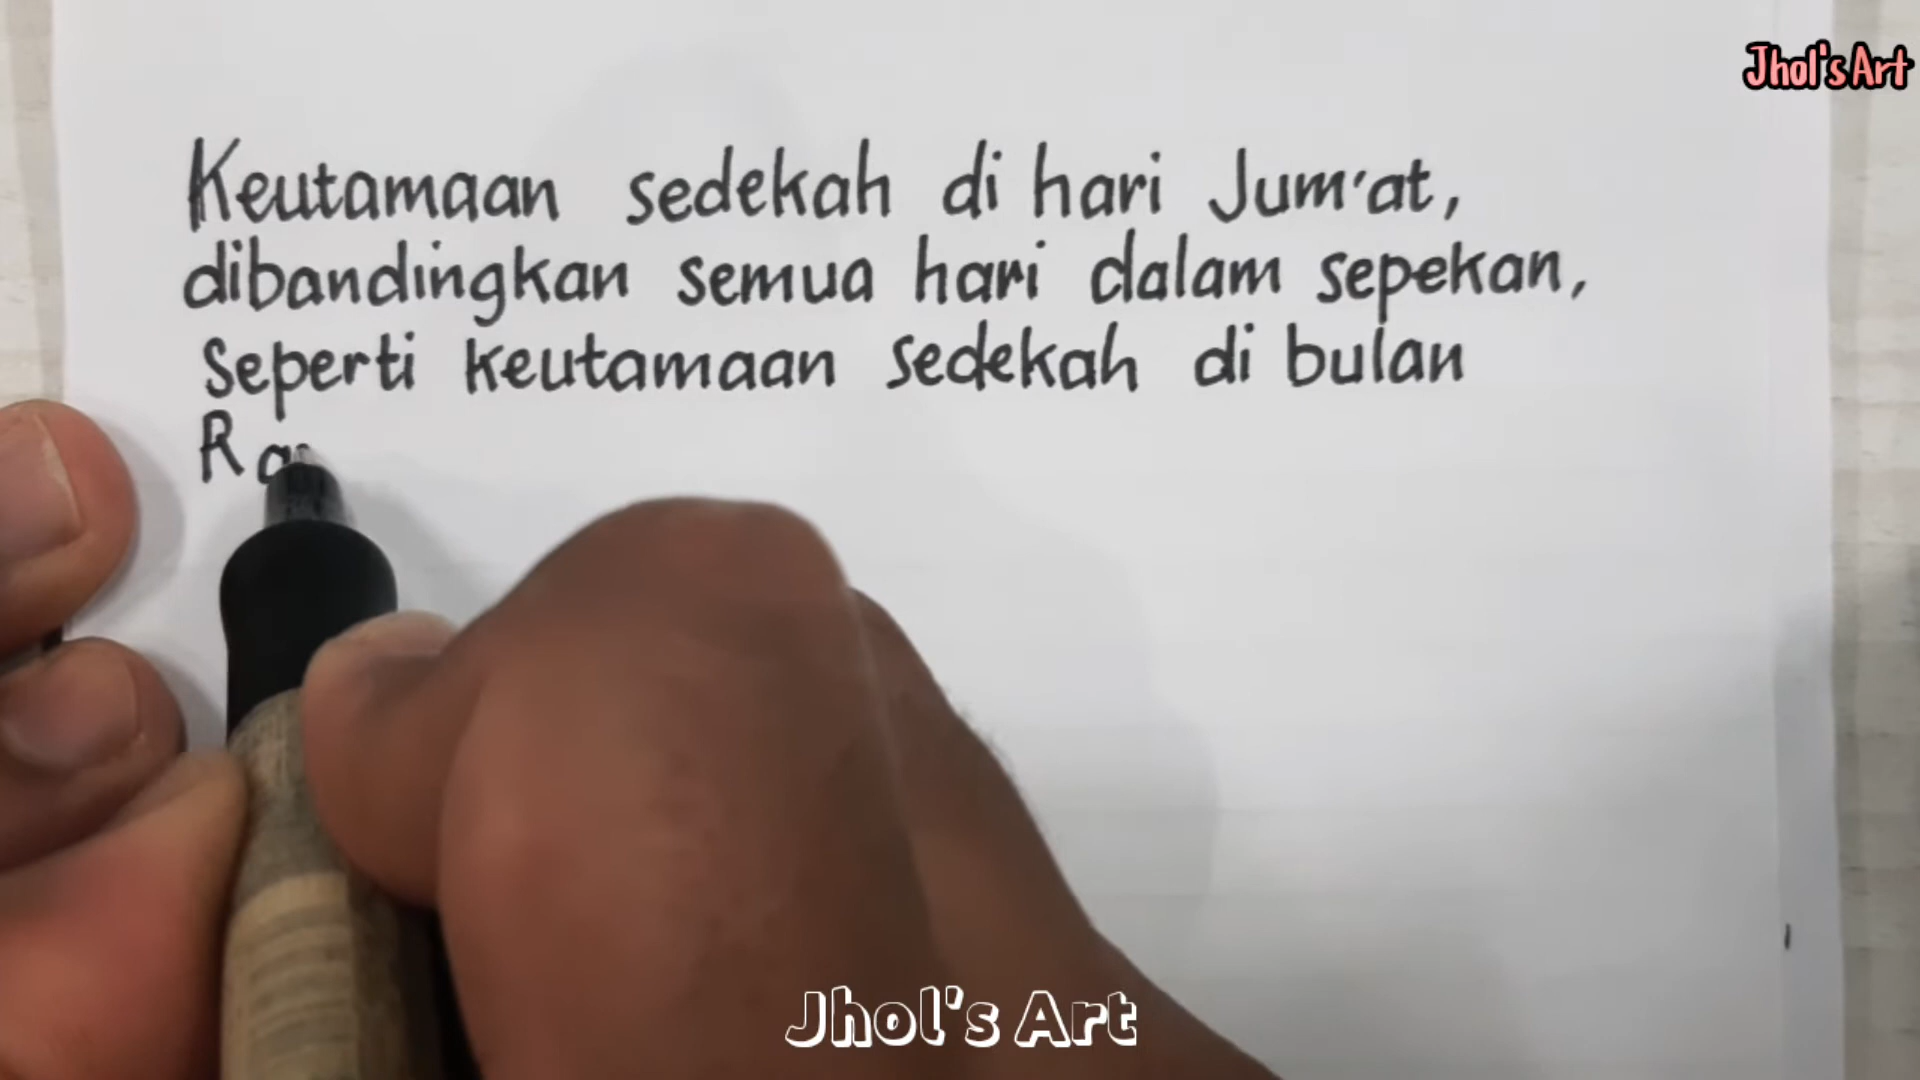 Jhol's Art
Keutamaan sedekah di hari Jum'at,
dibandingkan semua hari dalam sepekan,
Seperti keutamaan sedekah di bulan
Jhol's Art